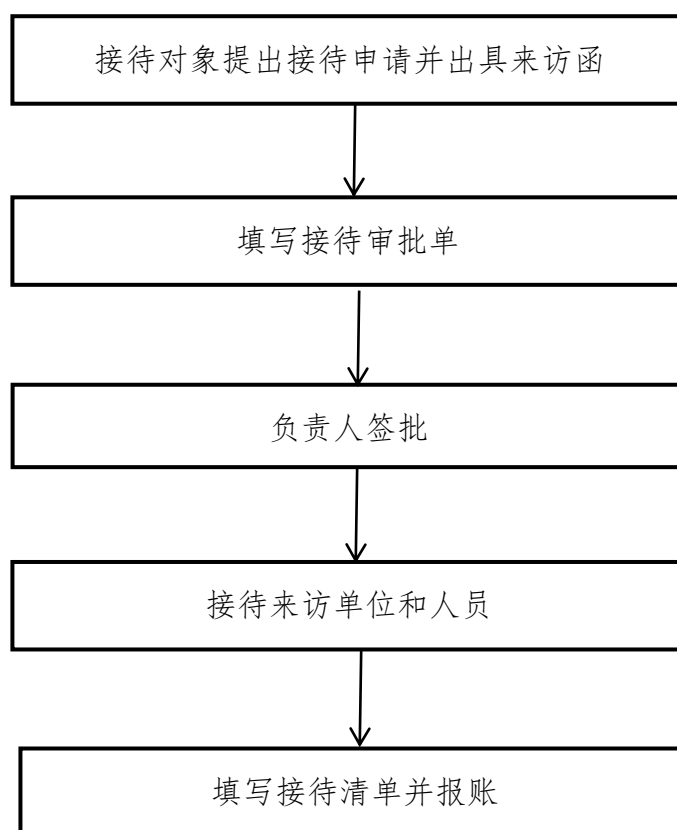 接待对象提出接待申请并出具来访函
填写接待审批单
负责人签批
接待来访单位和人员
填写接待清单并报账